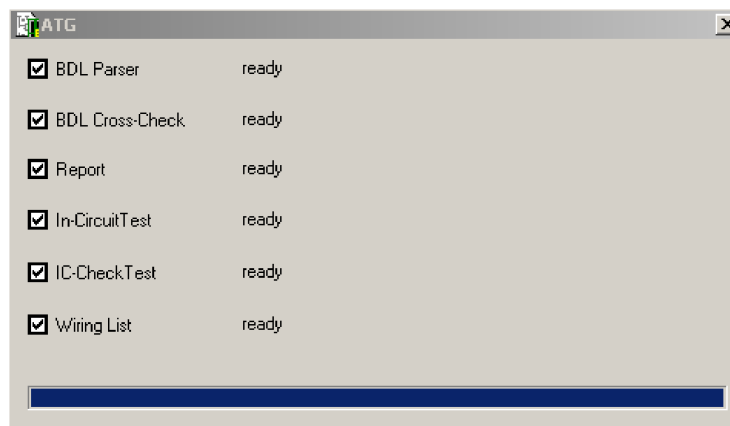 ATG
BDL Parser ready
BDL Cross-Check ready
Report ready
In-CircuitTest ready
IC-CheckTest ready
Wiring List ready